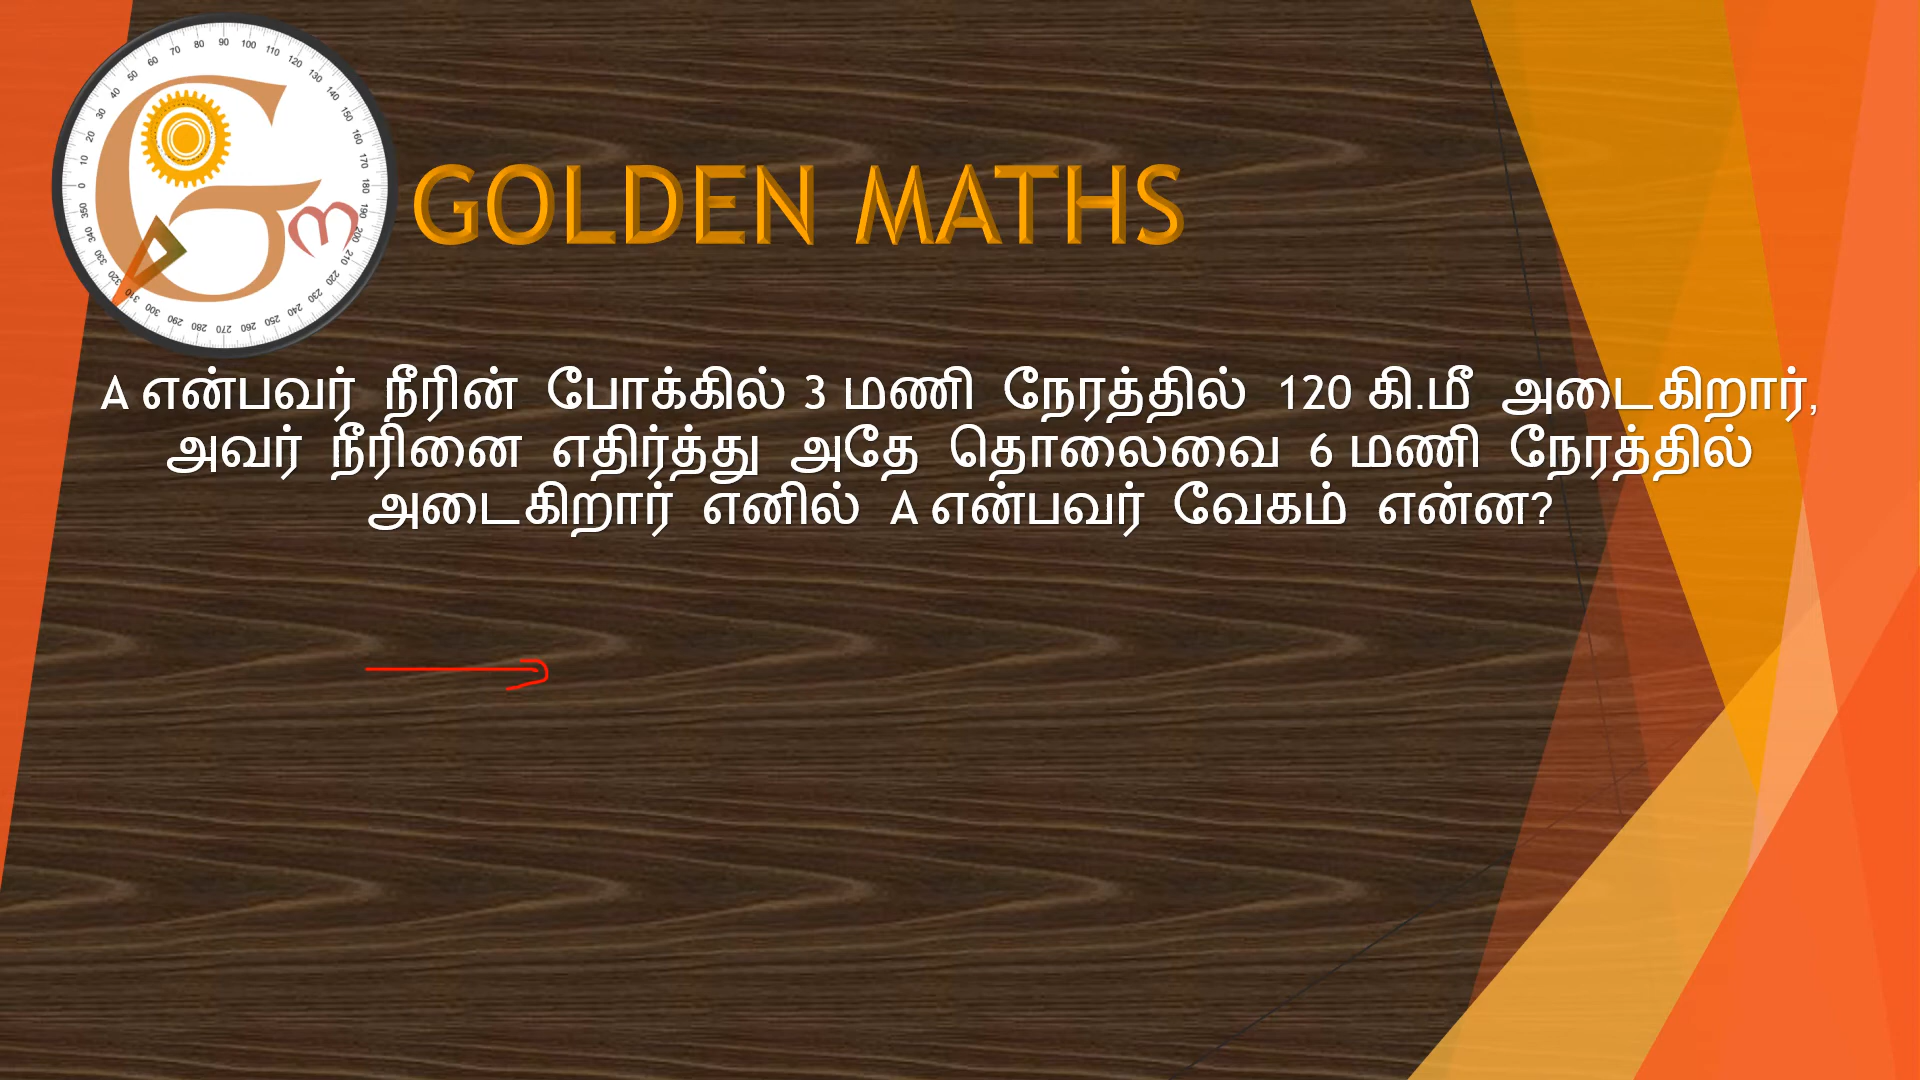 GOLDEN MATHS
A என்பவர் நீரின் போக்கில் 3 மணி நேரத்தில் 120 கி.மீ அடைகிறார்,
அவர் நீரினை எதிர்த்து அதே தொலைவை 6 மணி நேரத்தில்
அடைகிறார் எனில் A என்பவர் வேகம் என்ன?